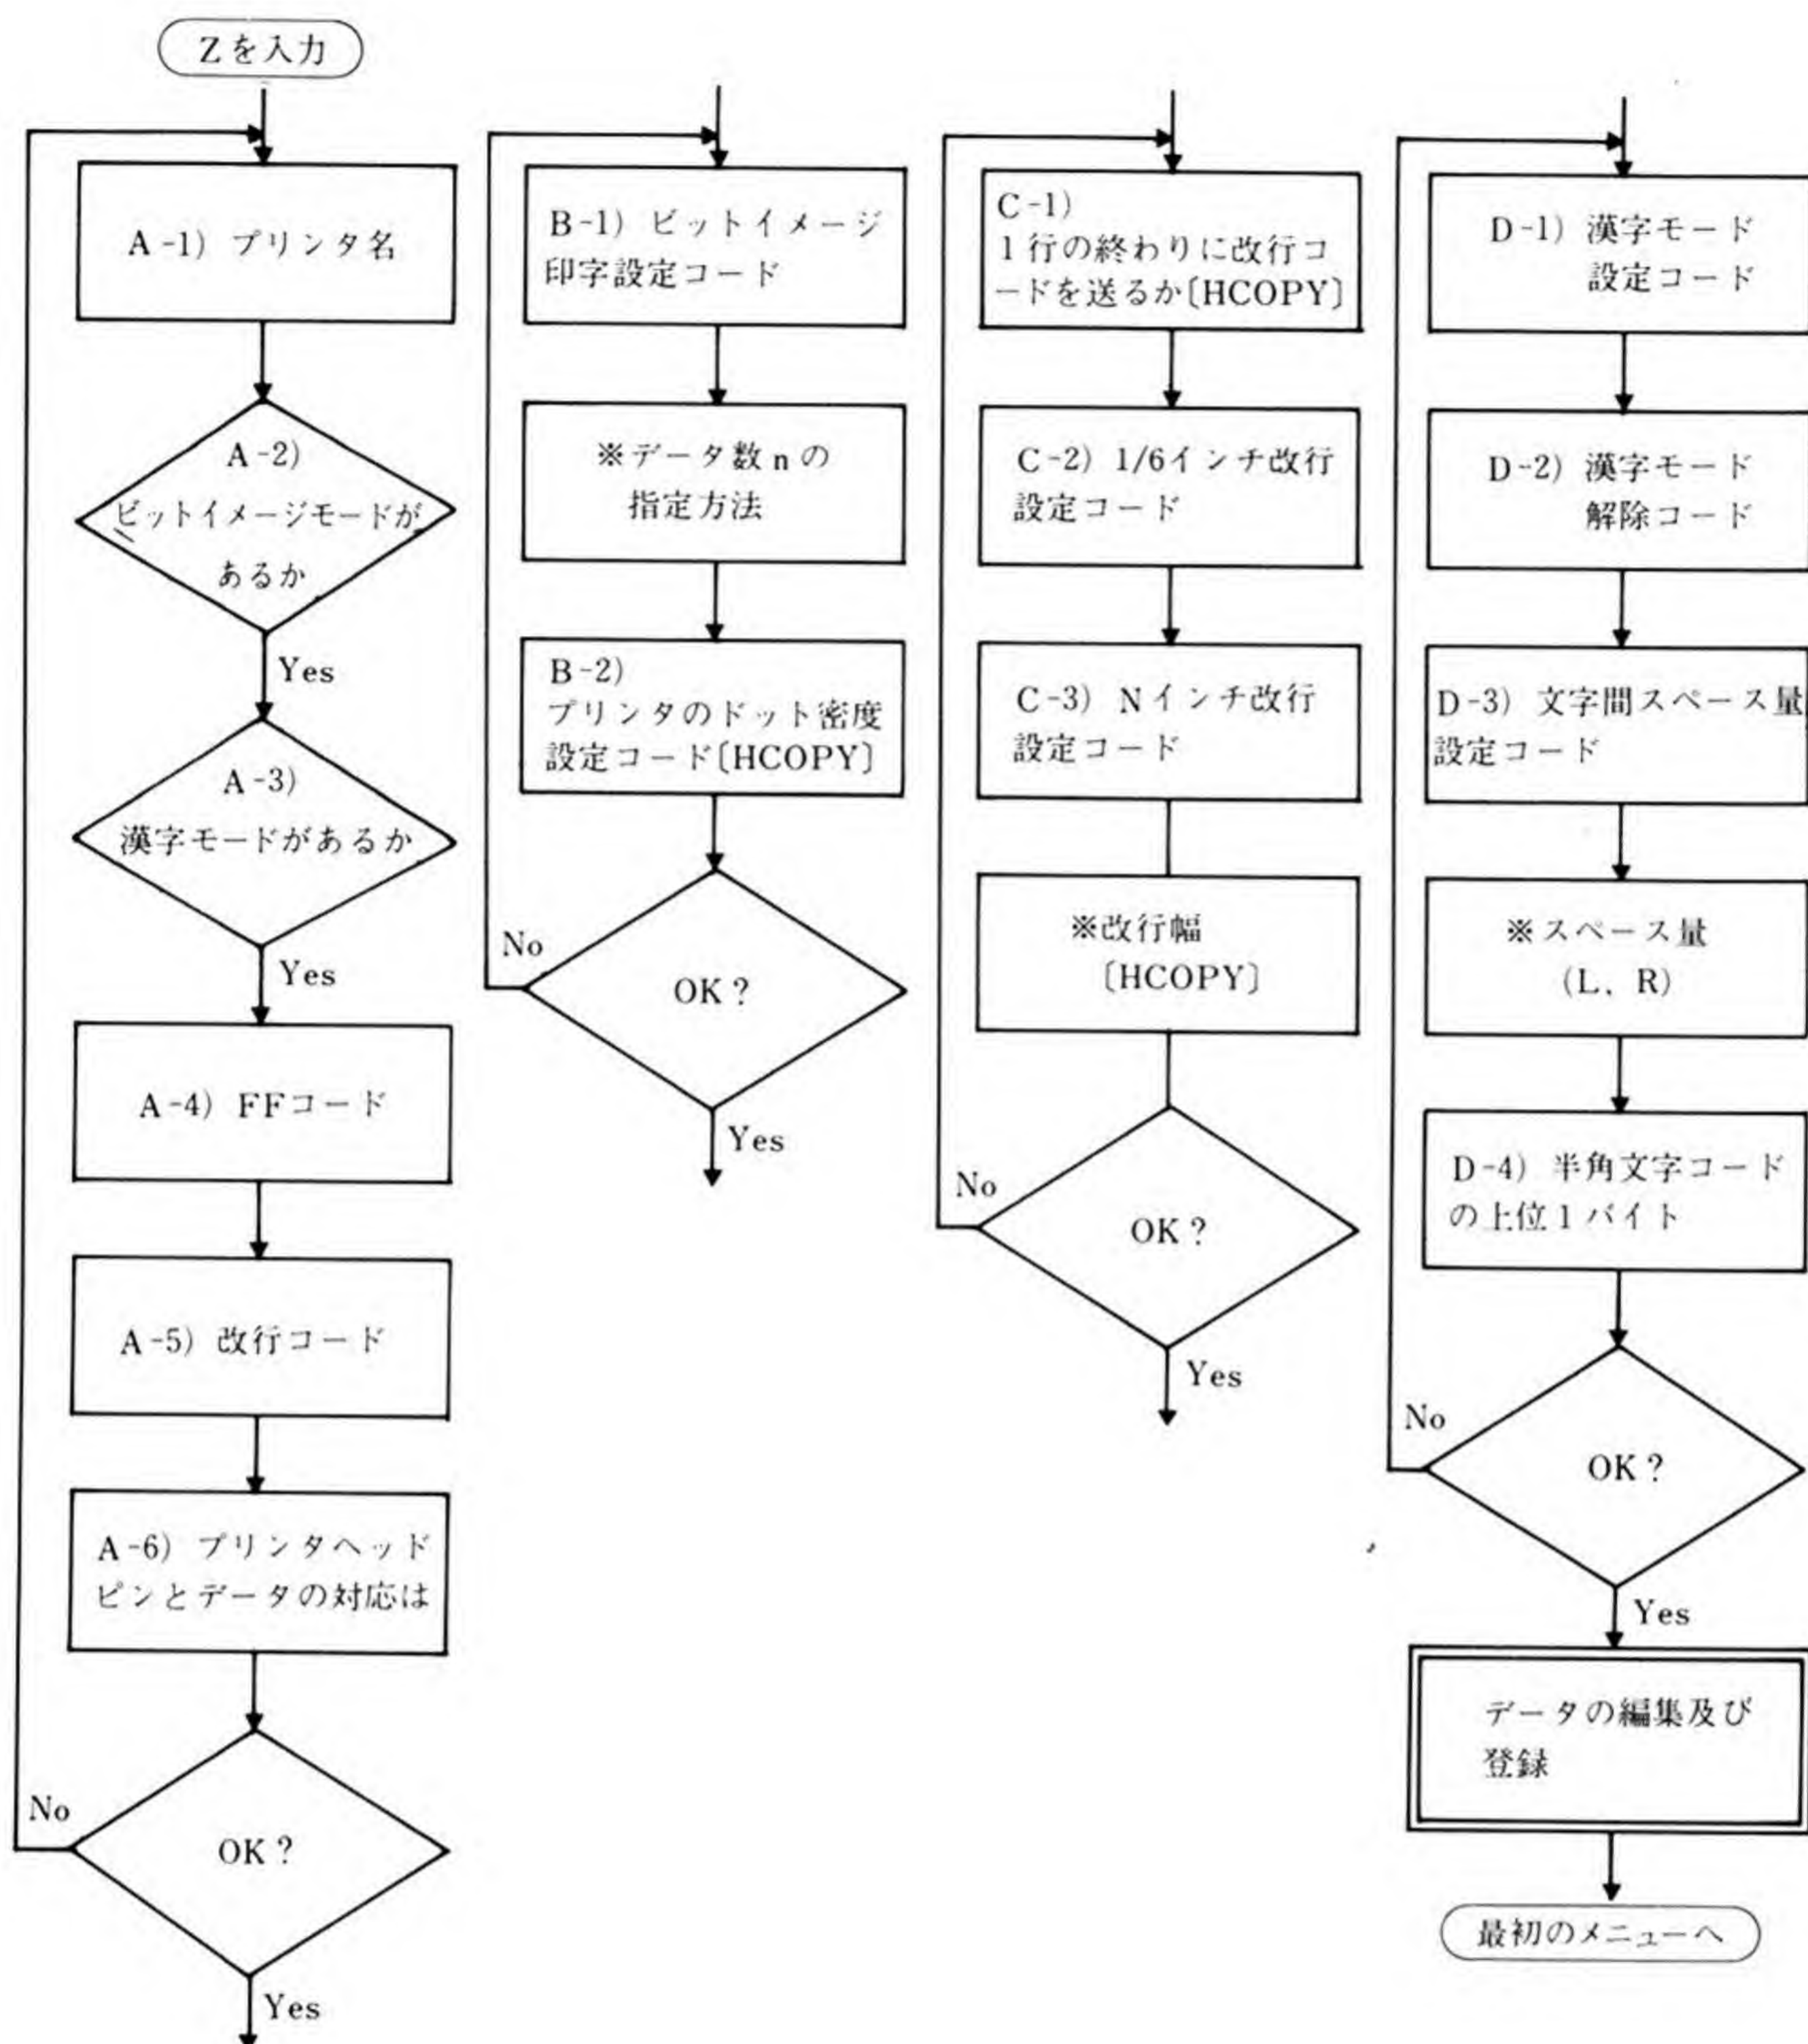 Zを入力
A-1) プリンタ名
A-2)
ビットイメージモードが
あるか
Yes
A-3)
漢字モードがあるか
Yes
A-4) FFコード
A-5) 改行コード
A-6) プリンタヘッド
ピンとデータの対応は
No
OK?
Yes
B-1) ビットイメージ
印字設定コード
※データ数nの
指定方法
B-2)
プリンタのドット密度
設定コード〔HCOPY〕
No
OK?
Yes
C-1)
1行の終わりに改行コ
ードを送るか〔HCOPY〕
C-2) 1/6インチ改行
設定コード
C-3) Nインチ改行
設定コード
※改行幅
〔HCOPY〕
No
OK?
Yes
D-1) 漢字モード
設定コード
D-2) 漢字モード
解除コード
D-3) 文字間スペース量
設定コード
※スペース量
(L, R)
D-4) 半角文字コード
の上位1バイト
No
OK?
Yes
データの編集及び
登録
最初のメニューへ